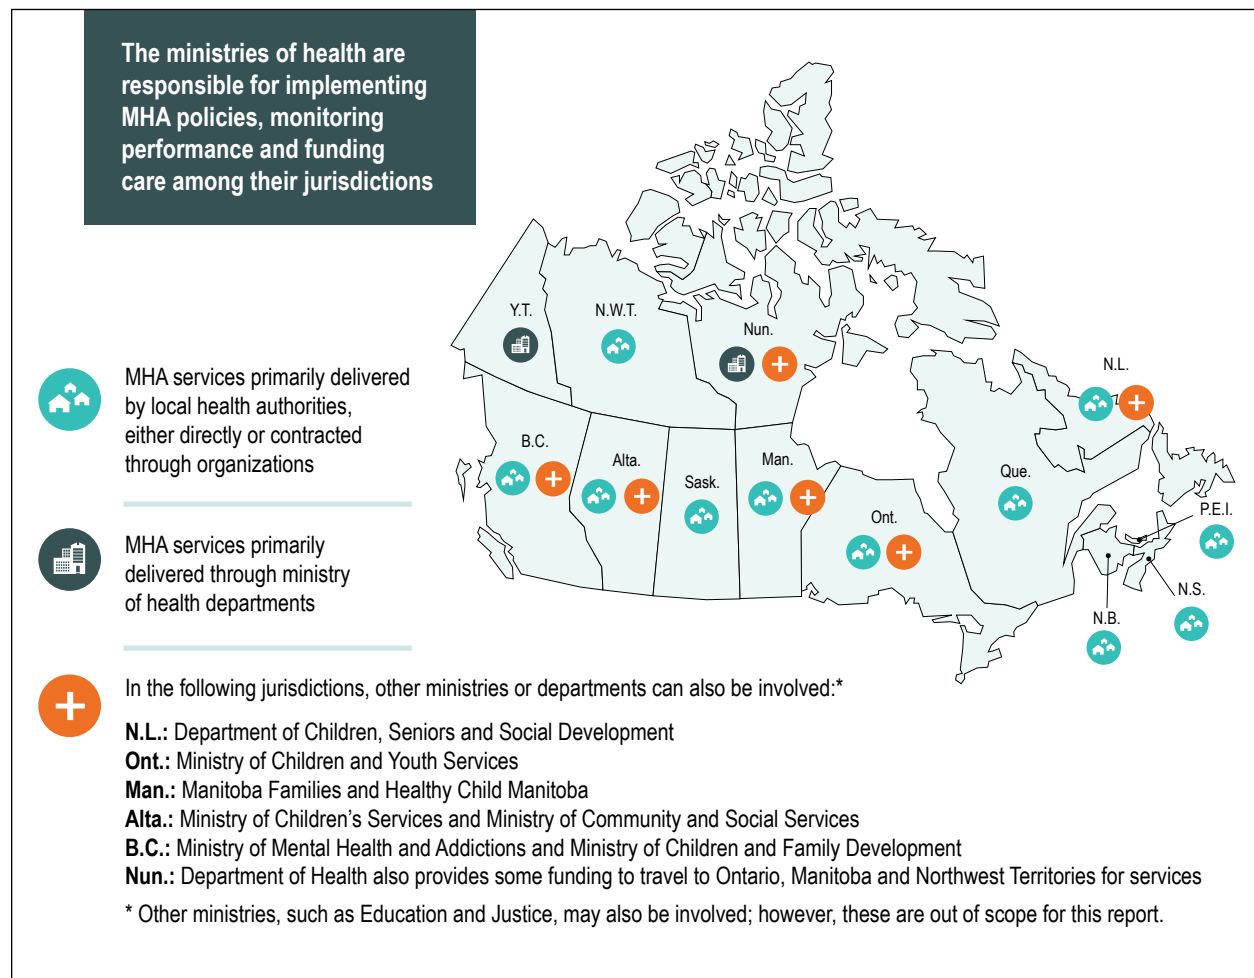 The ministries of health are
responsible for implementing
MHA policies, monitoring
performance and funding
care among their jurisdictions
Y.T.
N.W.T.
Nun.
N.L.
B.C.
Alta.
Sask.
Man.
Ont.
Que.
P.E.I.
N.S.
N.B.
MHA services primarily delivered
by local health authorities,
either directly or contracted
through organizations
MHA services primarily
delivered through ministry
of health departments
In the following jurisdictions, other ministries or departments can also be involved:*
N.L.: Department of Children, Seniors and Social Development
Ont.: Ministry of Children and Youth Services
Man.: Manitoba Families and Healthy Child Manitoba
Alta.: Ministry of Children’s Services and Ministry of Community and Social Services
B.C.: Ministry of Mental Health and Addictions and Ministry of Children and Family Development
Nun.: Department of Health also provides some funding to travel to Ontario, Manitoba and Northwest Territories for services
* Other ministries, such as Education and Justice, may also be involved; however, these are out of scope for this report.